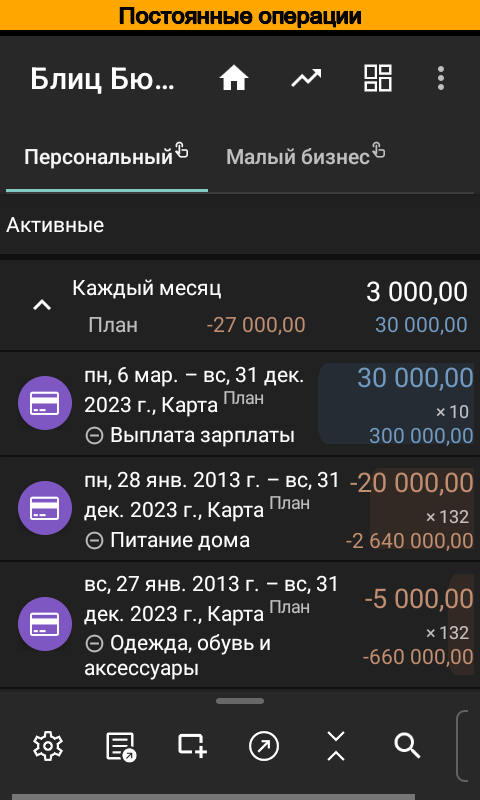 Постоянные операции
Блиц Бю...
Персональный
Малый бизнес
Активные
Каждый месяц
3 000,00
План
-27 000,00
30 000,00
пн, 6 мар. – вс, 31 дек.
2023 г., Карта План
Выплата зарплаты
30 000,00
× 10
300 000,00
пн, 28 янв. 2013 г. – вс, 31
дек. 2023 г., Карта План
Питание дома
-20 000,00
× 132
-2 640 000,00
вс, 27 янв. 2013 г. – вс, 31
дек. 2023 г., Карта План
Одежда, обувь и
аксессуары
-5 000,00
× 132
-660 000,00